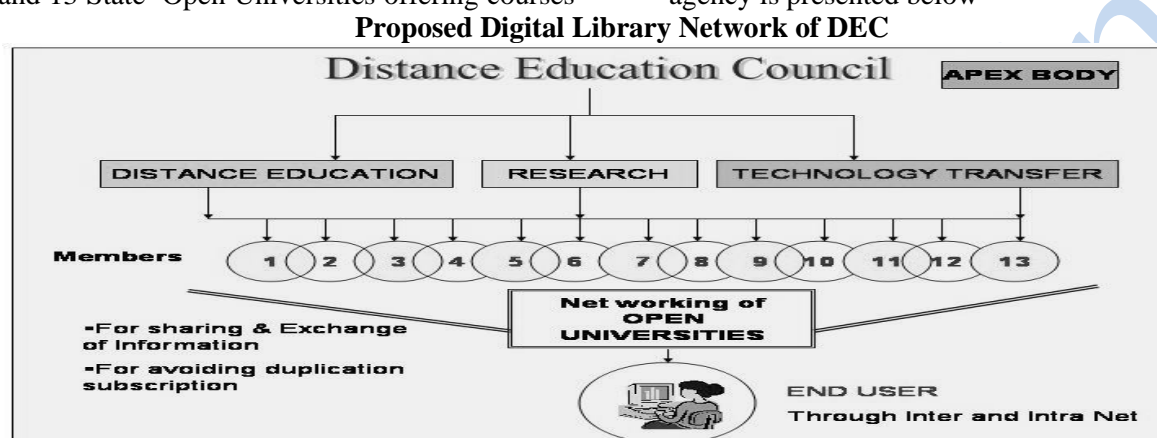 and 13 State Open Universities offering courses
agency is presented below
Proposed Digital Library Network of DEC
Distance Education Council
APEX BODY
DISTANCE EDUCATION
RESEARCH
TECHNOLOGY TRANSFER
Members
1 2 3 4 5 6 7 8 9 10 11 12 13
Net working of
OPEN
UNIVERSITIES
▪For sharing & Exchange
of Information
▪For avoiding duplication
subscription
END USER
Through Inter and Intra Net